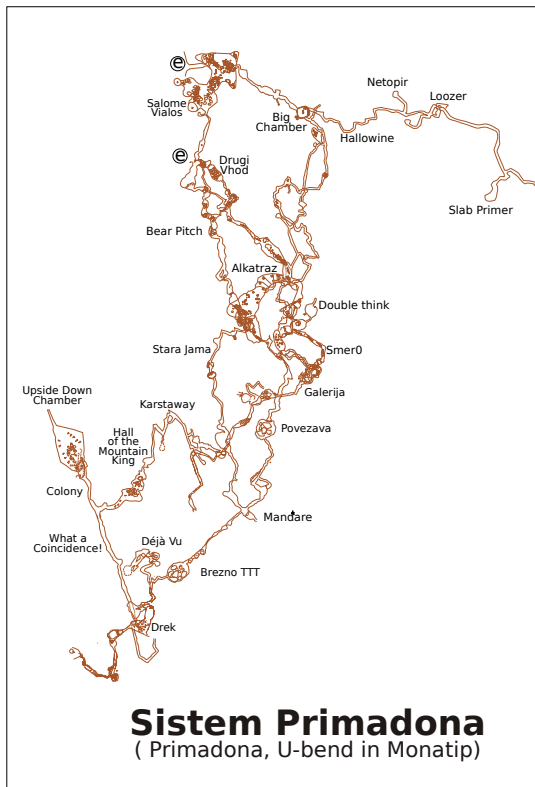 e
Netopir
Loozer
Salome
Vialos
Big
Chamber
Hallowine
e
Drugi
Vhod
Slab Primer
Bear Pitch
Alkatraz
Double think
Stara Jama
Smer0
Upside Down
Chamber
Galerija
Karstaway
Hall
of the
Mountain
King
Povezava
Colony
Mandare
What a
Coincidence!
Déjà Vu
Brezno TTT
Drek
Sistem Primadona
( Primadona, U-bend in Monatip)